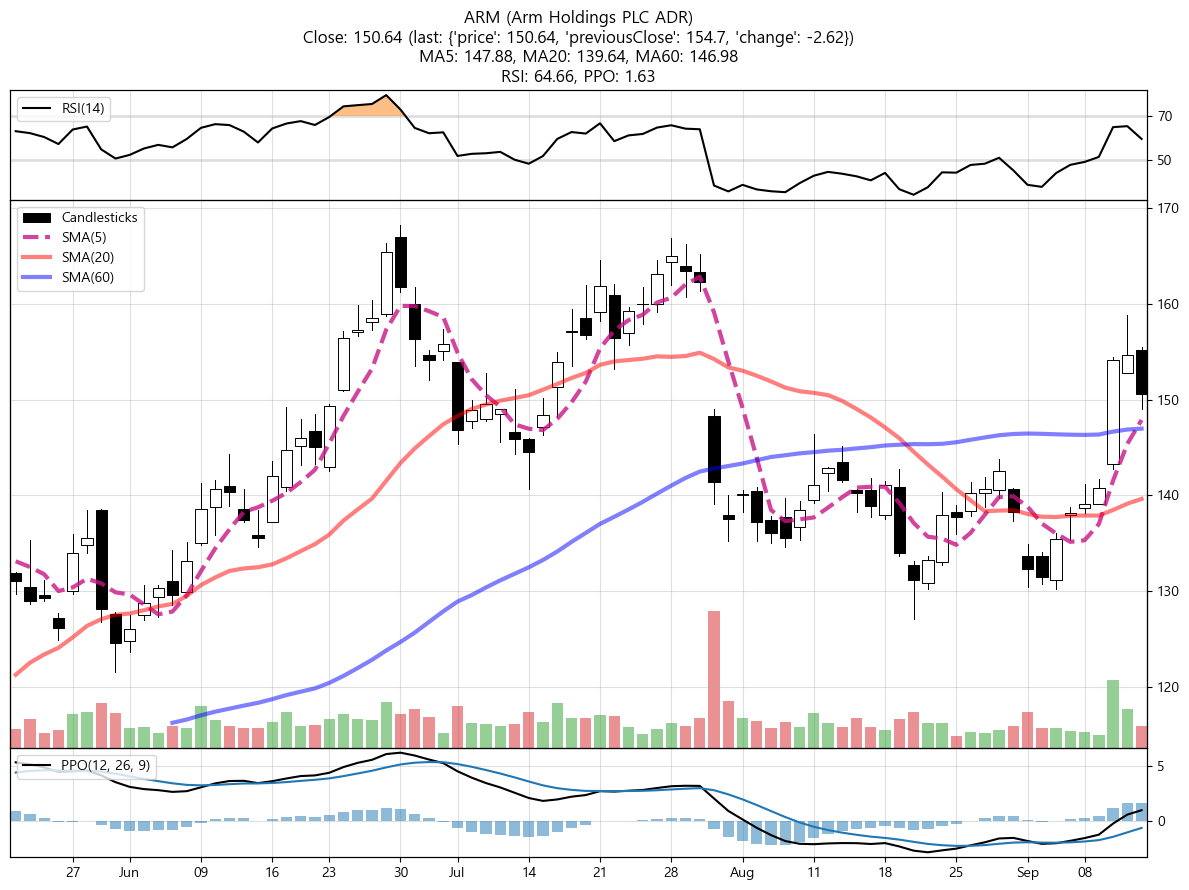 ARM (Arm Holdings PLC ADR)
Close: 150.64 (last: {'price': 150.64, 'previousClose': 154.7, 'change': -2.62})
MA5: 147.88, MA20: 139.64, MA60: 146.98
RSI: 64.66, PPO: 1.63
RSI(14)
70
50
Candlesticks
SMA(5)
SMA(20)
SMA(60)
170
160
150
140
130
120
PPO(12, 26, 9)
5
0
27 Jun 09 16 23 30 Jul 14 21 28 Aug 11 18 25 Sep 08